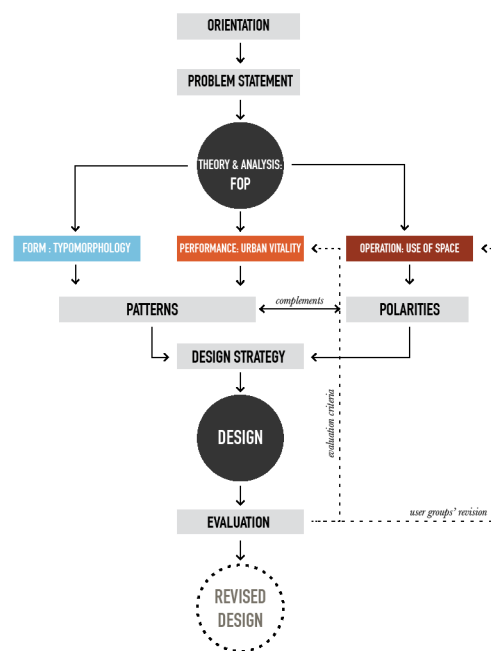 ORIENTATION
PROBLEM STATEMENT
THEORY & ANALYSIS:
FOP
FORM : TYPOMORPHOLOGY
PERFORMANCE: URBAN VITALITY
OPERATION: USE OF SPACE
PATTERNS
complements
POLARITIES
DESIGN STRATEGY
evaluation criteria
DESIGN
EVALUATION
user groups' revision
REVISED
DESIGN